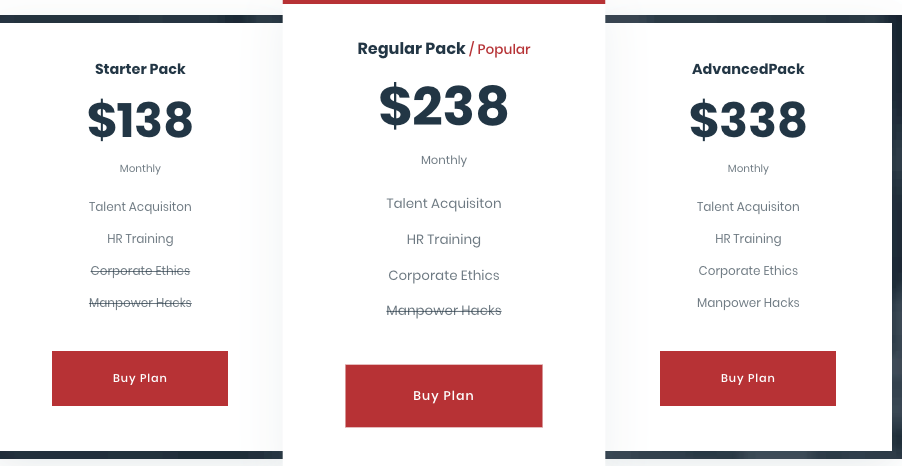 Starter Pack
$138
Monthly
Talent Acquisiton
HR Training
Corporate Ethics
Manpower Hacks
Buy Plan
Regular Pack / Popular
$238
Monthly
Talent Acquisiton
HR Training
Corporate Ethics
Manpower Hacks
Buy Plan
AdvancedPack
$338
Monthly
Talent Acquisiton
HR Training
Corporate Ethics
Manpower Hacks
Buy Plan